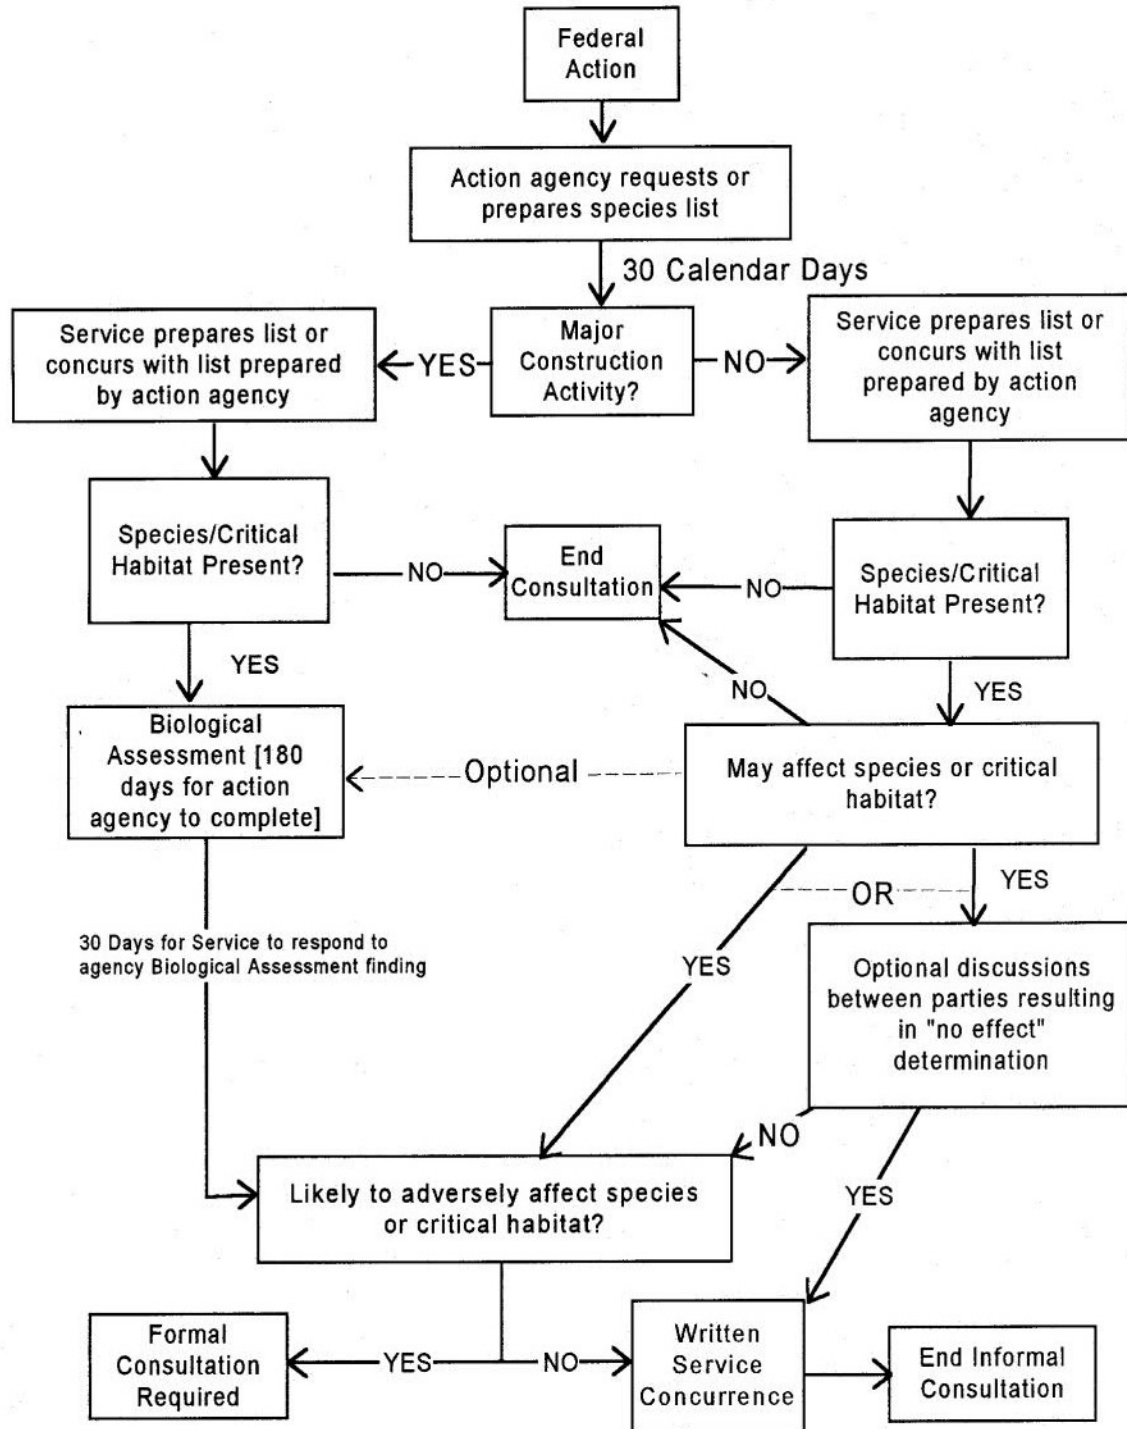 Federal
Action
Action agency requests or
prepares species list
30 Calendar Days
Service prepares list or
concurs with list prepared
by action agency
YES
Major
Construction
Activity?
NO
Service prepares list or
concurs with list
prepared by action
agency
Species/Critical
Habitat Present?
NO
End
Consultation
NO
Species/Critical
Habitat Present?
YES
NO
YES
Biological
Assessment [180
days for action
agency to complete]
Optional
May affect species or critical
habitat?
OR
YES
30 Days for Service to respond to
agency Biological Assessment finding
YES
Optional discussions
between parties resulting
in "no effect"
determination
NO
YES
Likely to adversely affect species
or critical habitat?
Formal
Consultation
Required
YES
NO
Written
Service
Concurrence
End Informal
Consultation